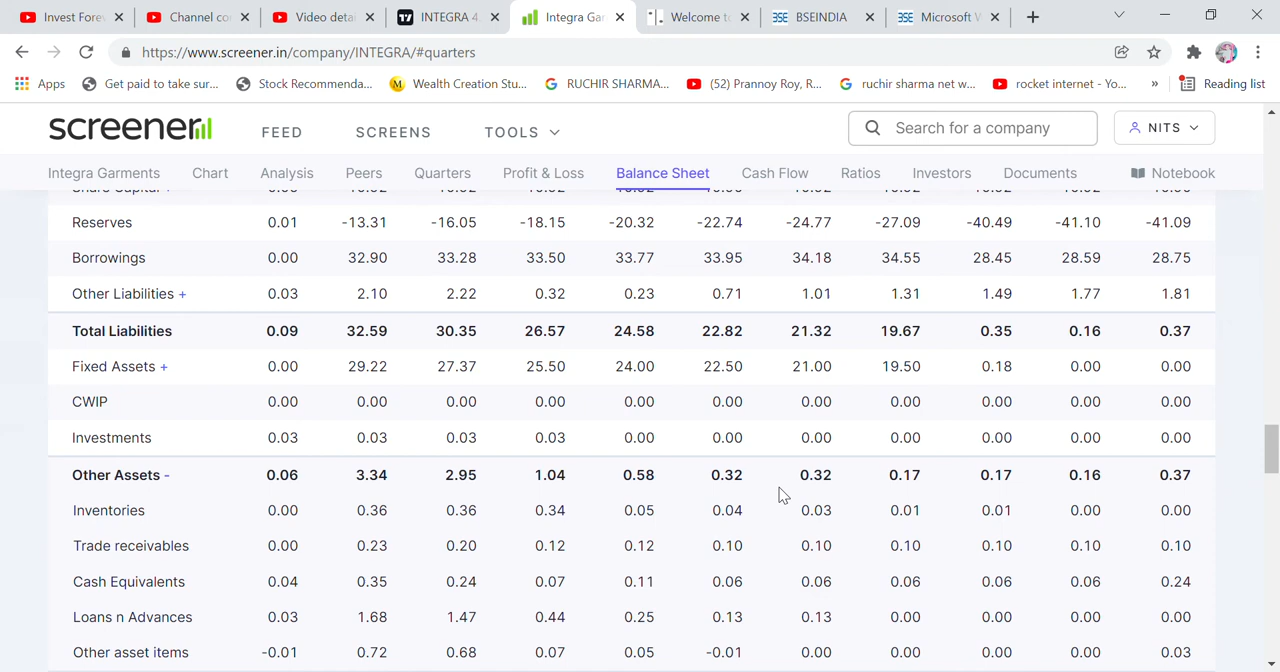 Invest Fore
Channel co
Video detai
INTEGRA 4
Integra Gar
Welcome to
BSEINDIA
Microsoft V
https://www.screener.in/company/INTEGRA/#quarters
Apps Get paid to take sur... Stock Recommenda... Wealth Creation Stu... RUCHIR SHARMA... (52) Prannoy Roy, R... ruchir sharma net w... rocket internet - Yo... » Reading list
screener FEED SCREENS TOOLS Search for a company NITS
Integra Garments Chart Analysis Peers Quarters Profit & Loss Balance Sheet Cash Flow Ratios Investors Documents Notebook
Reserves 0.01 -13.31 -16.05 -18.15 -20.32 -22.74 -24.77 -27.09 -40.49 -41.10 -41.09
Borrowings 0.00 32.90 33.28 33.50 33.77 33.95 34.18 34.55 28.45 28.59 28.75
Other Liabilities + 0.03 2.10 2.22 0.32 0.23 0.71 1.01 1.31 1.49 1.77 1.81
Total Liabilities 0.09 32.59 30.35 26.57 24.58 22.82 21.32 19.67 0.35 0.16 0.37
Fixed Assets + 0.00 29.22 27.37 25.50 24.00 22.50 21.00 19.50 0.18 0.00 0.00
CWIP 0.00 0.00 0.00 0.00 0.00 0.00 0.00 0.00 0.00 0.00 0.00
Investments 0.03 0.03 0.03 0.03 0.00 0.00 0.00 0.00 0.00 0.00 0.00
Other Assets - 0.06 3.34 2.95 1.04 0.58 0.32 0.32 0.17 0.17 0.16 0.37
Inventories 0.00 0.36 0.36 0.34 0.05 0.04 0.03 0.01 0.01 0.00 0.00
Trade receivables 0.00 0.23 0.20 0.12 0.12 0.10 0.10 0.10 0.10 0.10 0.10
Cash Equivalents 0.04 0.35 0.24 0.07 0.11 0.06 0.06 0.06 0.06 0.06 0.24
Loans n Advances 0.03 1.68 1.47 0.44 0.25 0.13 0.13 0.00 0.00 0.00 0.00
Other asset items -0.01 0.72 0.68 0.07 0.05 -0.01 0.00 0.00 0.00 0.00 0.03